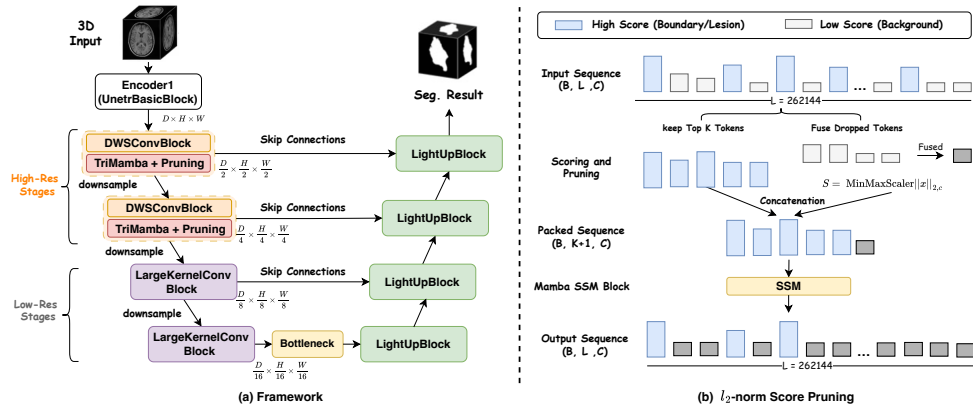 3D
Input
Encoder1
(UnetrBasicBlock)
D × H × W
Seg. Result
High-Res
Stages
DWSConvBlock
TriMamba + Pruning
Skip Connections
D/2 × H/2 × W/2
LightUpBlock
downsample
DWSConvBlock
TriMamba + Pruning
Skip Connections
D/4 × H/4 × W/4
LightUpBlock
downsample
Low-Res
Stages
LargeKernelConv
Block
Skip Connections
D/8 × H/8 × W/8
LightUpBlock
downsample
LargeKernelConv
Block
Bottleneck
LightUpBlock
D/16 × H/16 × W/16
(a) Framework
High Score (Boundary/Lesion)
Low Score (Background)
Input Sequence
(B, L ,C)
...
L = 262144
keep Top K Tokens
Fuse Dropped Tokens
Scoring and
Pruning
Fused
S = MinMaxScaler||x||₂,c
Concatenation
Packed Sequence
(B, K+1, C)
Mamba SSM Block
SSM
Output Sequence
(B, L ,C)
...
L = 262144
(b) l₂-norm Score Pruning